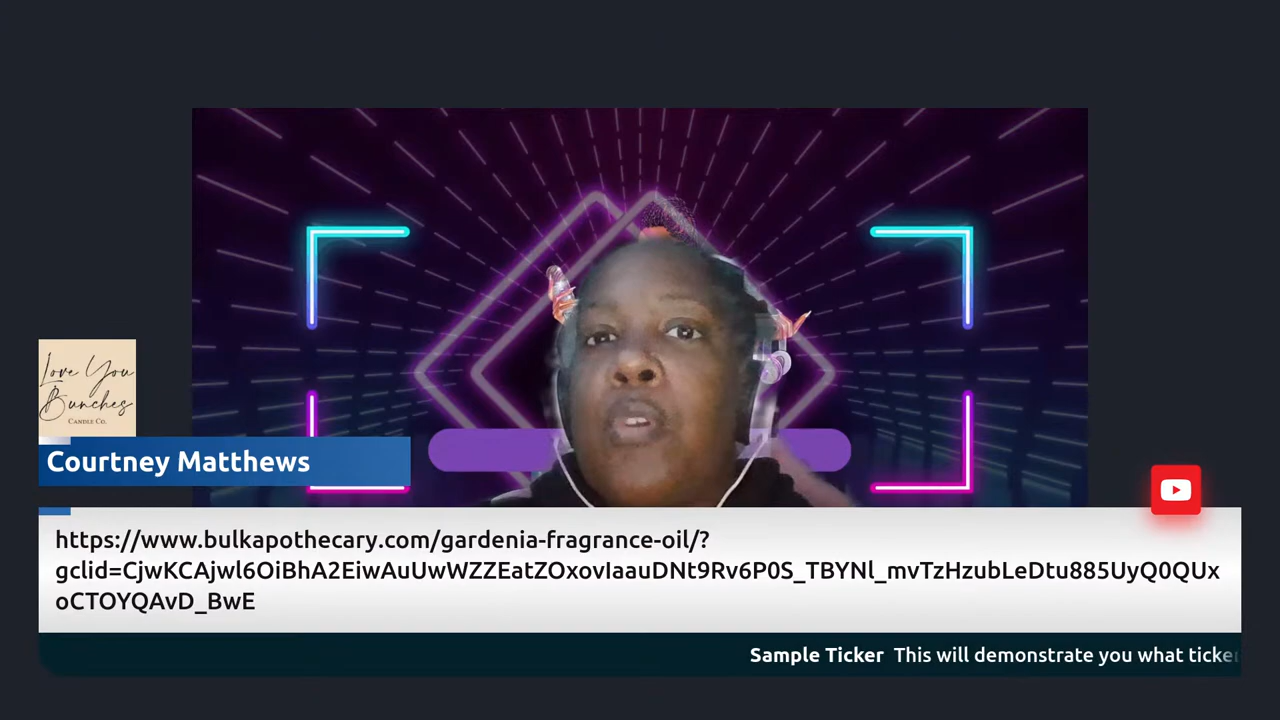 Love You
Bunches
CANDLE CO.
Courtney Matthews
https://www.bulkapothecary.com/gardenia-fragrance-oil/?
gclid=CjwKCAjwl6OiBhA2EiwAuUwWZZEatZOxovIaauDNt9Rv6P0S_TBYNl_mvTzHzubLeDtu885UyQ0QUx
oCTOYQAvD_BwE
Sample Ticker This will demonstrate you what ticke